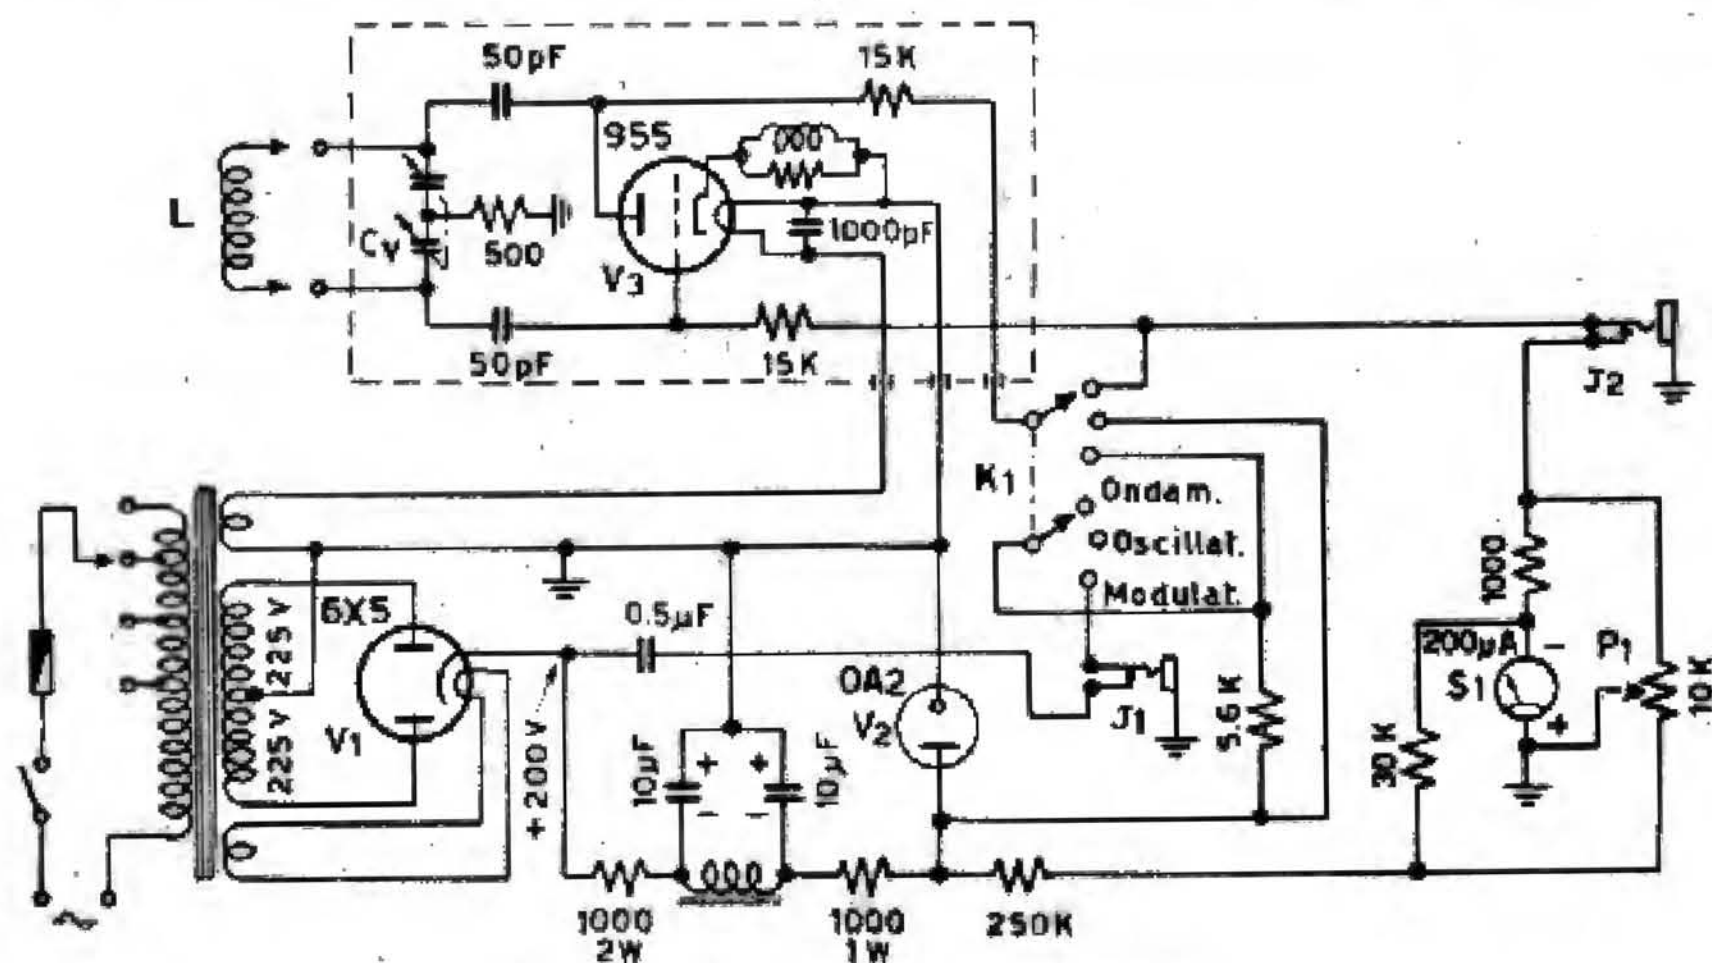 50pF
15K
955
L
Cv
500
1000pF
V3
50pF
15K
J2
K1
Ondam.
Oscillat.
Modulat.
6X5
225V 225V
V1
+200V
0.5µF
10µF
+
+
-
-
10µF
0A2
V2
J1
5.6K
1000
200µA
-
S1
+
P1
10K
30K
~
1000
2W
1000
1W
250K